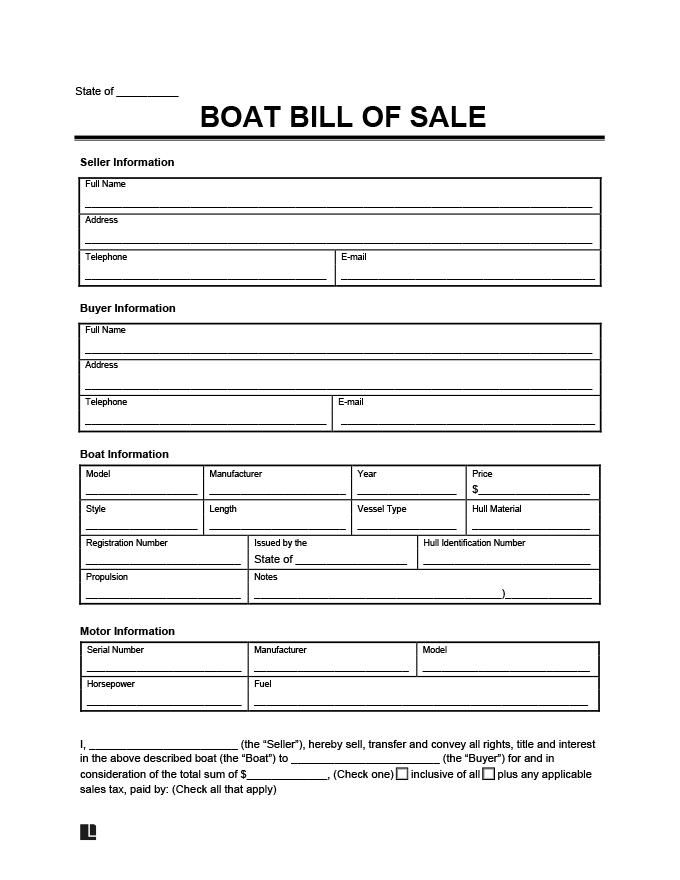 State of __________
BOAT BILL OF SALE
Seller Information
Full Name
Address
Telephone E-mail
Buyer Information
Full Name
Address
Telephone E-mail
Boat Information
Model Manufacturer Year Price
$__________________
Style Length Vessel Type Hull Material
Registration Number Issued by the Hull Identification Number
State of __________________
Propulsion Notes
________________________________________)______________
Motor Information
Serial Number Manufacturer Model
Horsepower Fuel
I, ________________________ (the “Seller”), hereby sell, transfer and convey all rights, title and interest
in the above described boat (the “Boat”) to ________________________ (the “Buyer”) for and in
consideration of the total sum of $_____________, (Check one) ☐ inclusive of all ☐ plus any applicable
sales tax, paid by: (Check all that apply)